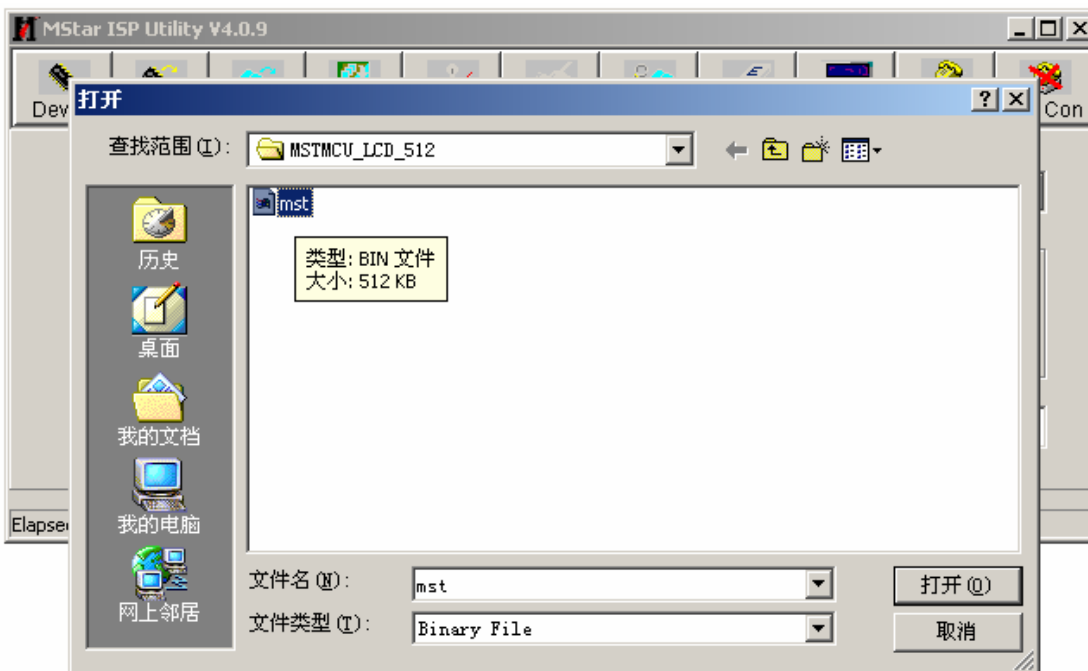 MStar ISP Utility V4.0.9
Dev
Con
打开
查找范围(I):
MSTMCU_LCD_512
mst
类型: BIN 文件
大小: 512 KB
历史
桌面
我的文档
我的电脑
网上邻居
Elapse
文件名(N):
mst
打开(O)
文件类型(T):
Binary File
取消